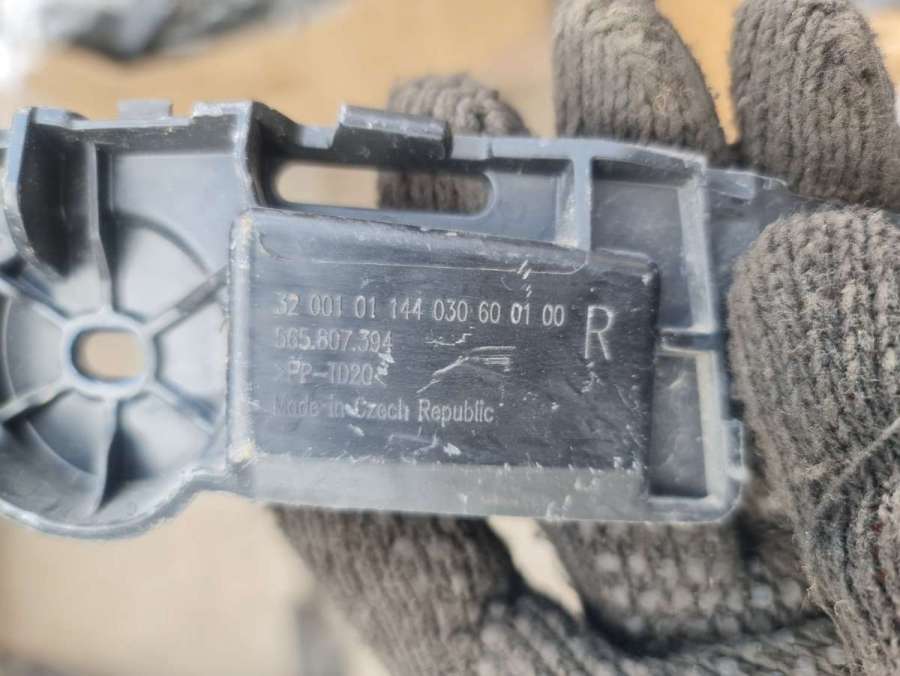 32 001 01 144 030 60 01 00
565.807.394
>PP-TD20<
Made in Czech Republic
R